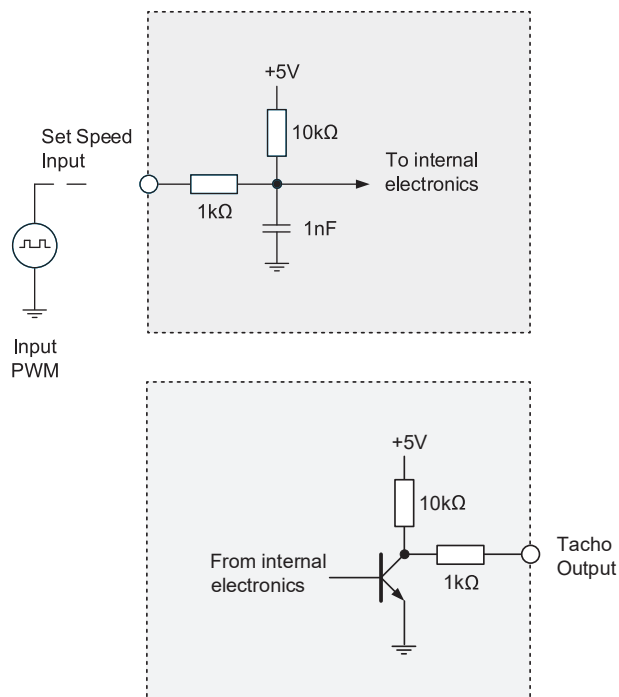 +5V
10kΩ
Set Speed
Input
To internal
electronics
1kΩ
1nF
Input
PWM
+5V
10kΩ
Tacho
Output
From internal
electronics
1kΩ